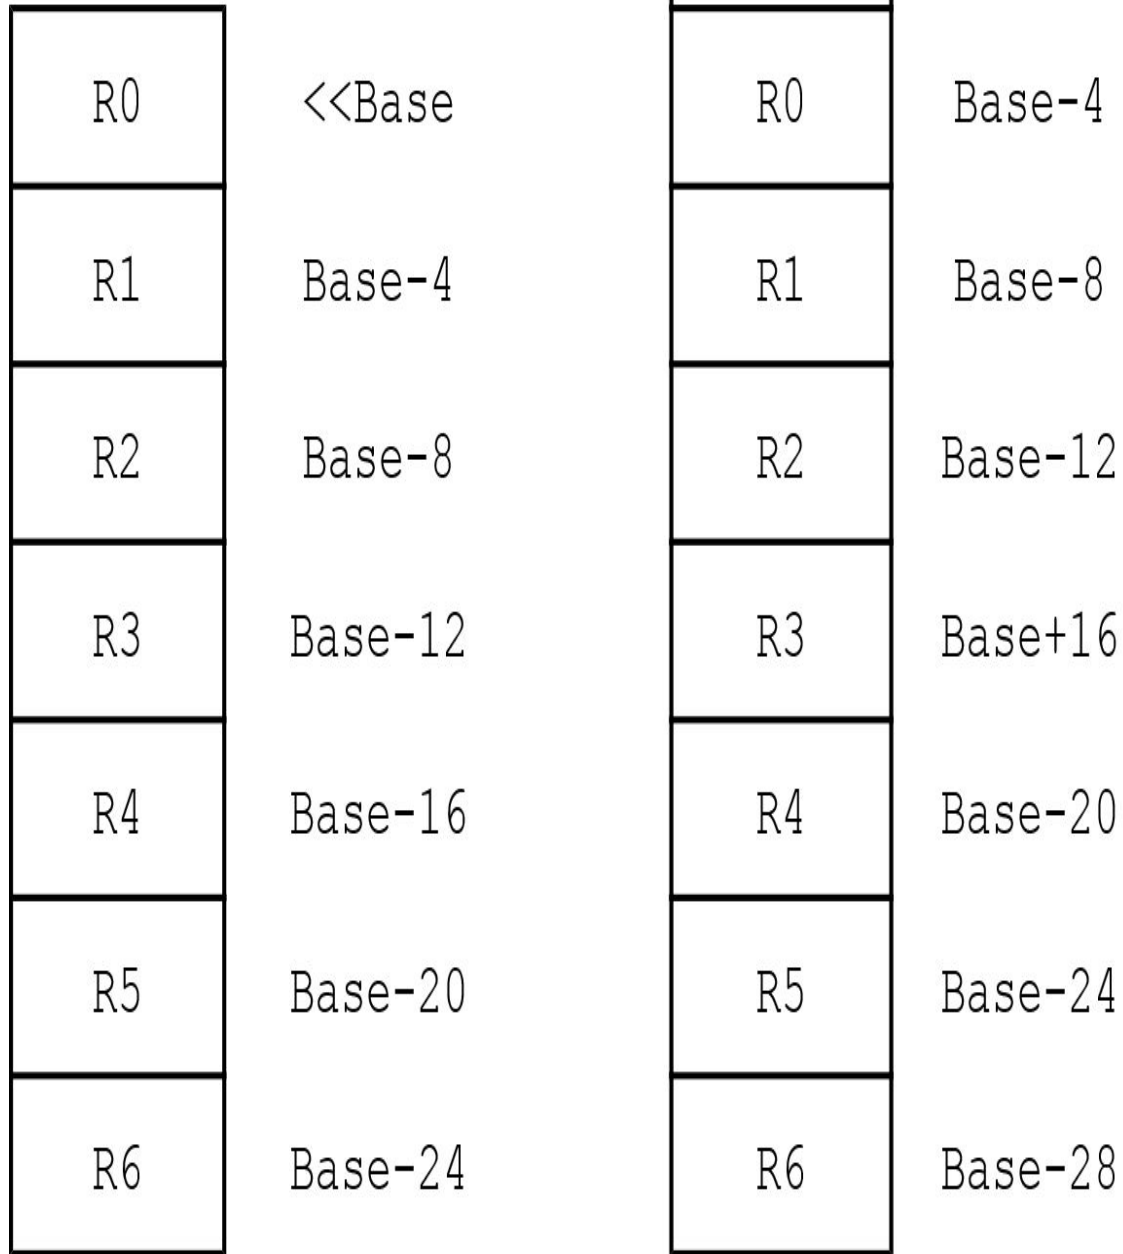 R0 <<Base R0 Base-4
R1 Base-4 R1 Base-8
R2 Base-8 R2 Base-12
R3 Base-12 R3 Base+16
R4 Base-16 R4 Base-20
R5 Base-20 R5 Base-24
R6 Base-24 R6 Base-28